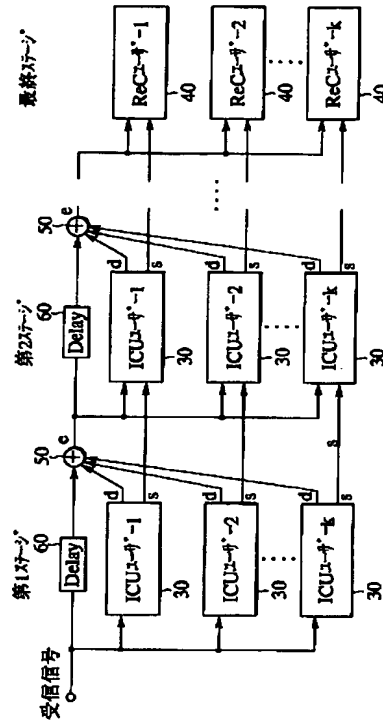 受信信号
第1ステージ
第2ステージ
最終ステージ
60
Delay
50
e
60
Delay
50
e
ICUユーザ-1
d
s
30
ICUユーザ-1
d
s
30
ReCユーザ-1
40
ICUユーザ-2
d
s
30
ICUユーザ-2
d
s
30
ReCユーザ-2
40
ICUユーザ-k
d
s
30
ICUユーザ-k
d
s
30
ReCユーザ-k
40